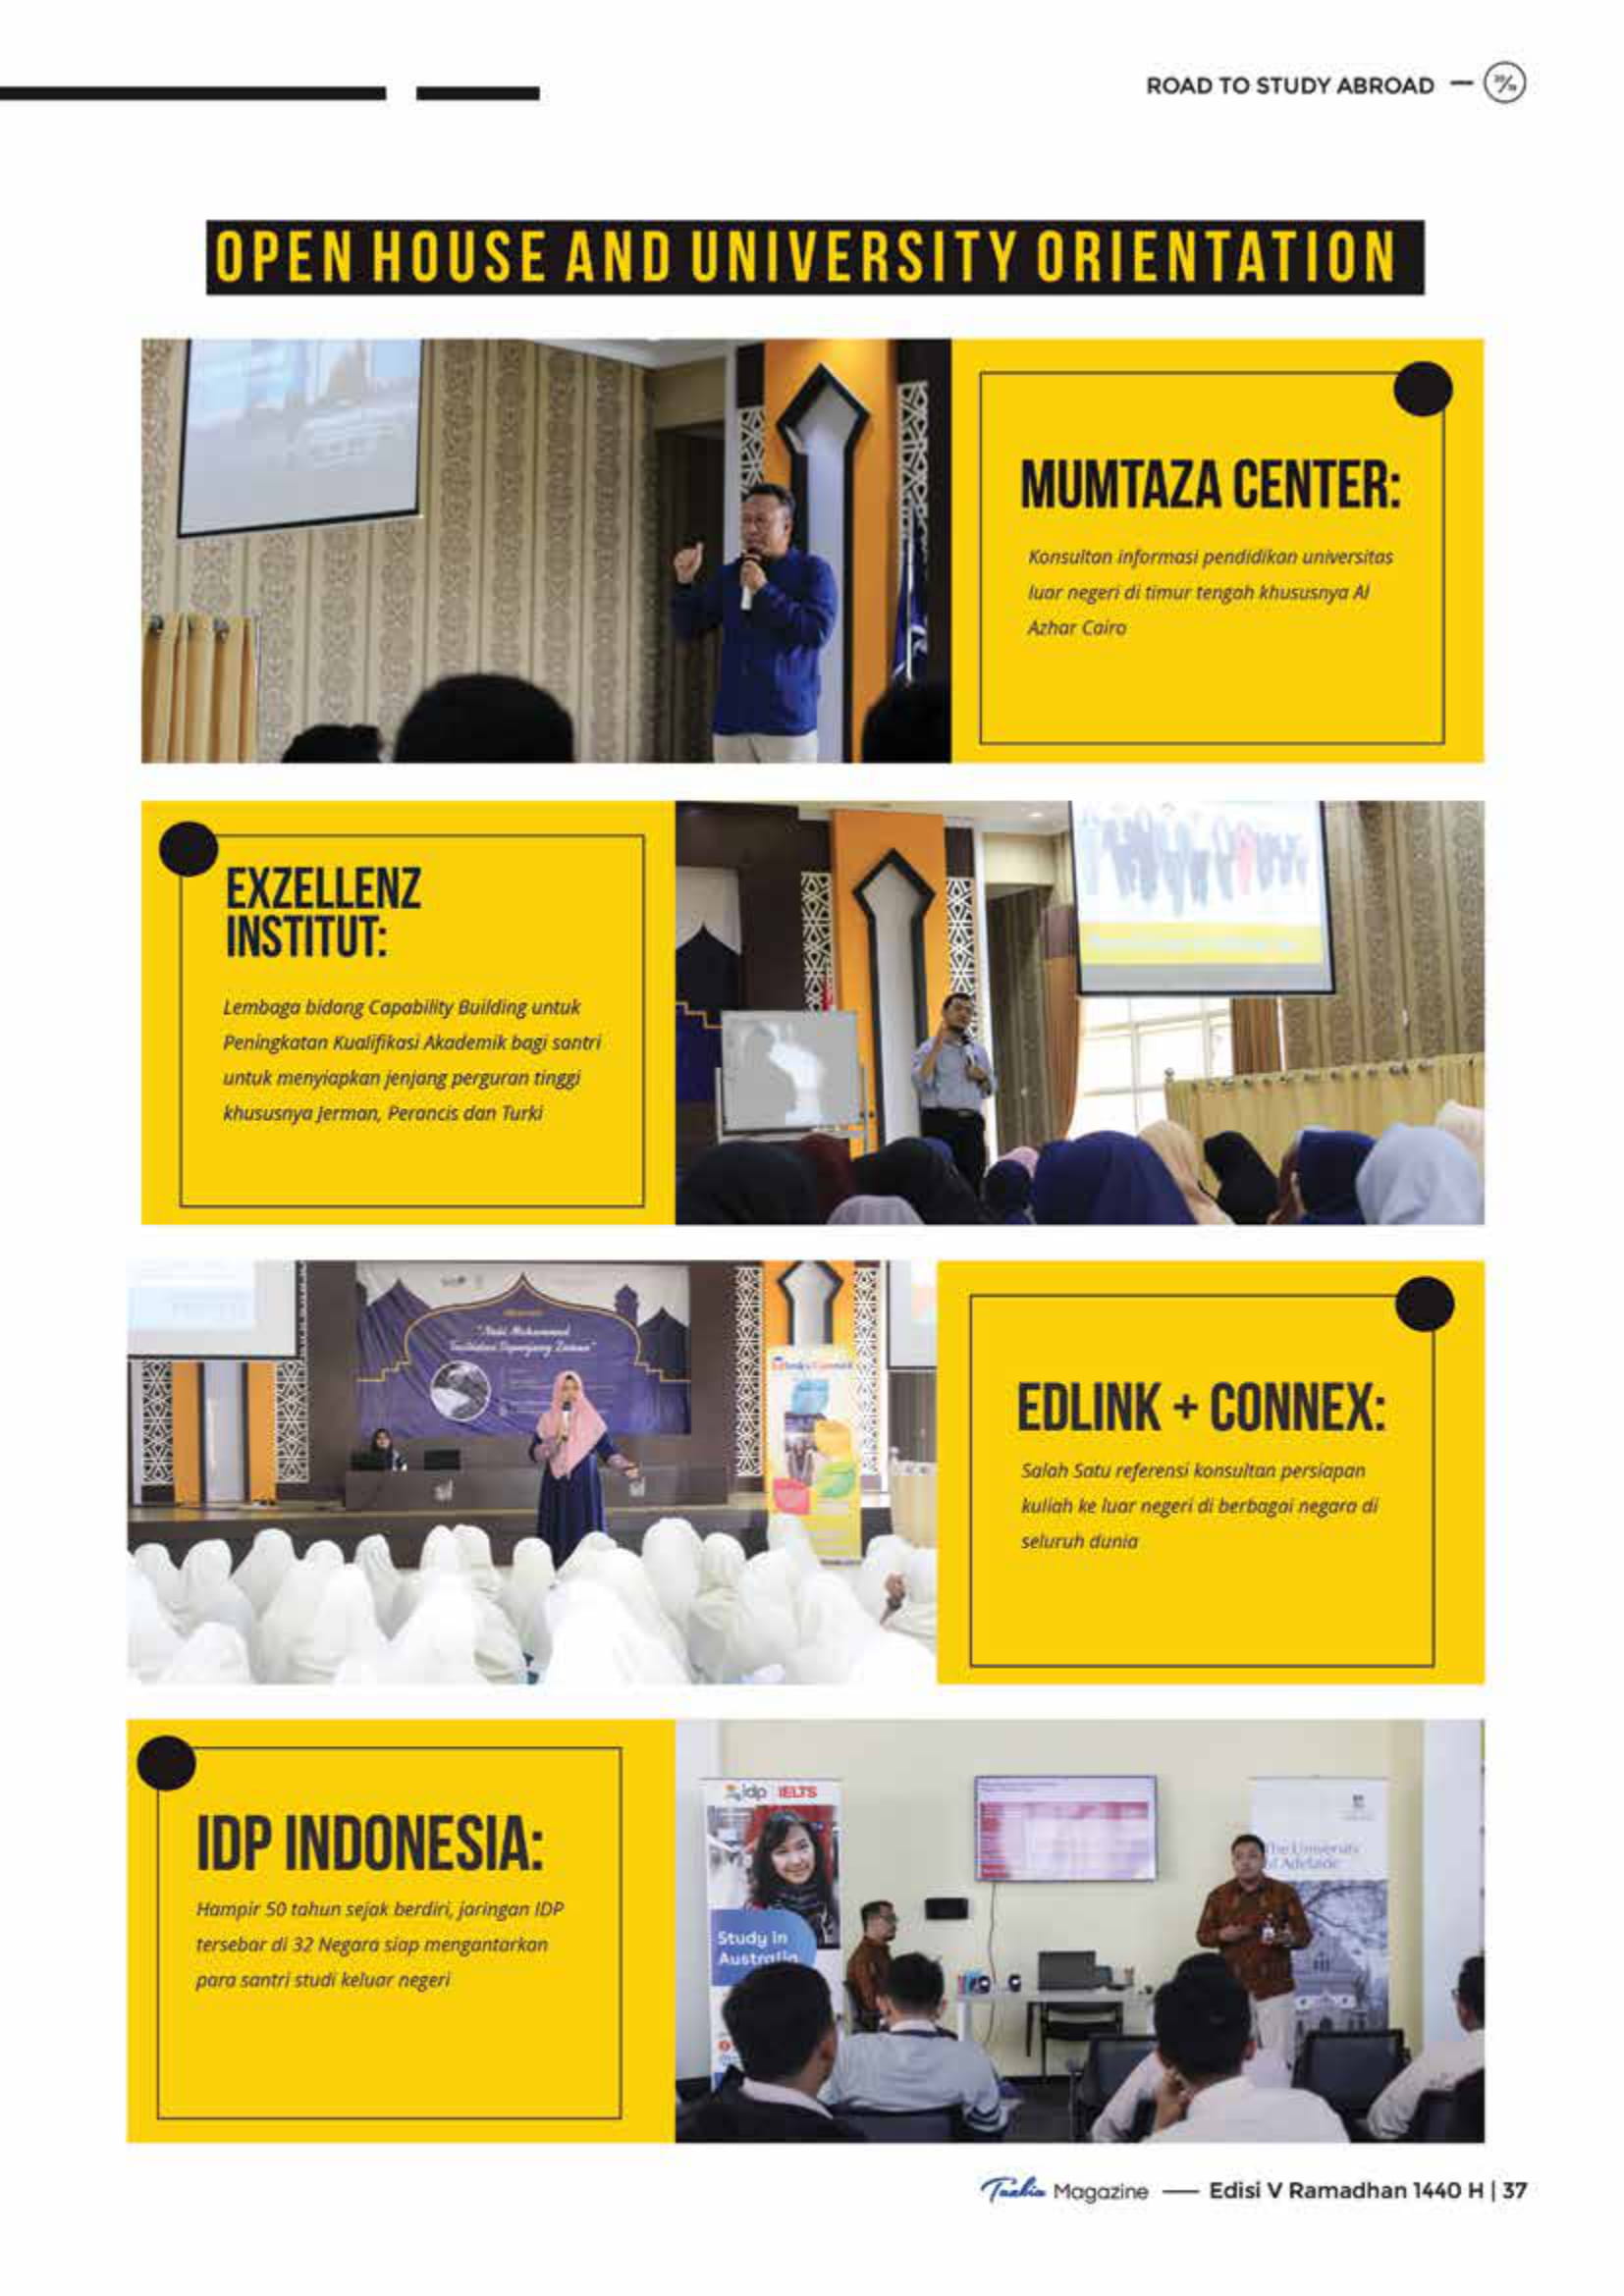 ROAD TO STUDY ABROAD —
OPEN HOUSE AND UNIVERSITY ORIENTATION
MUMTAZA CENTER:
Konsultan informasi pendidikan universitas
luar negeri di timur tengah khususnya Al
Azhar Cairo
EXZELLENZ
INSTITUT:
Lembaga bidang Capability Building untuk
Peningkatan Kualifikasi Akademik bagi santri
untuk menyiapkan jenjang perguran tinggi
khususnya Jerman, Perancis dan Turki
"Nabi Muhammad
EDLINK + CONNEX:
Salah Satu referensi konsultan persiapan
kuliah ke luar negeri di berbagai negara di
seluruh dunia
IDP INDONESIA:
Hampir 50 tahun sejak berdiri, jaringan IDP
tersebar di 32 Negara siap mengantarkan
para santri studi keluar negeri
idp IELTS
Study in
Australia
The University
of Adelaide
Tazkia Magazine — Edisi V Ramadhan 1440 H | 37